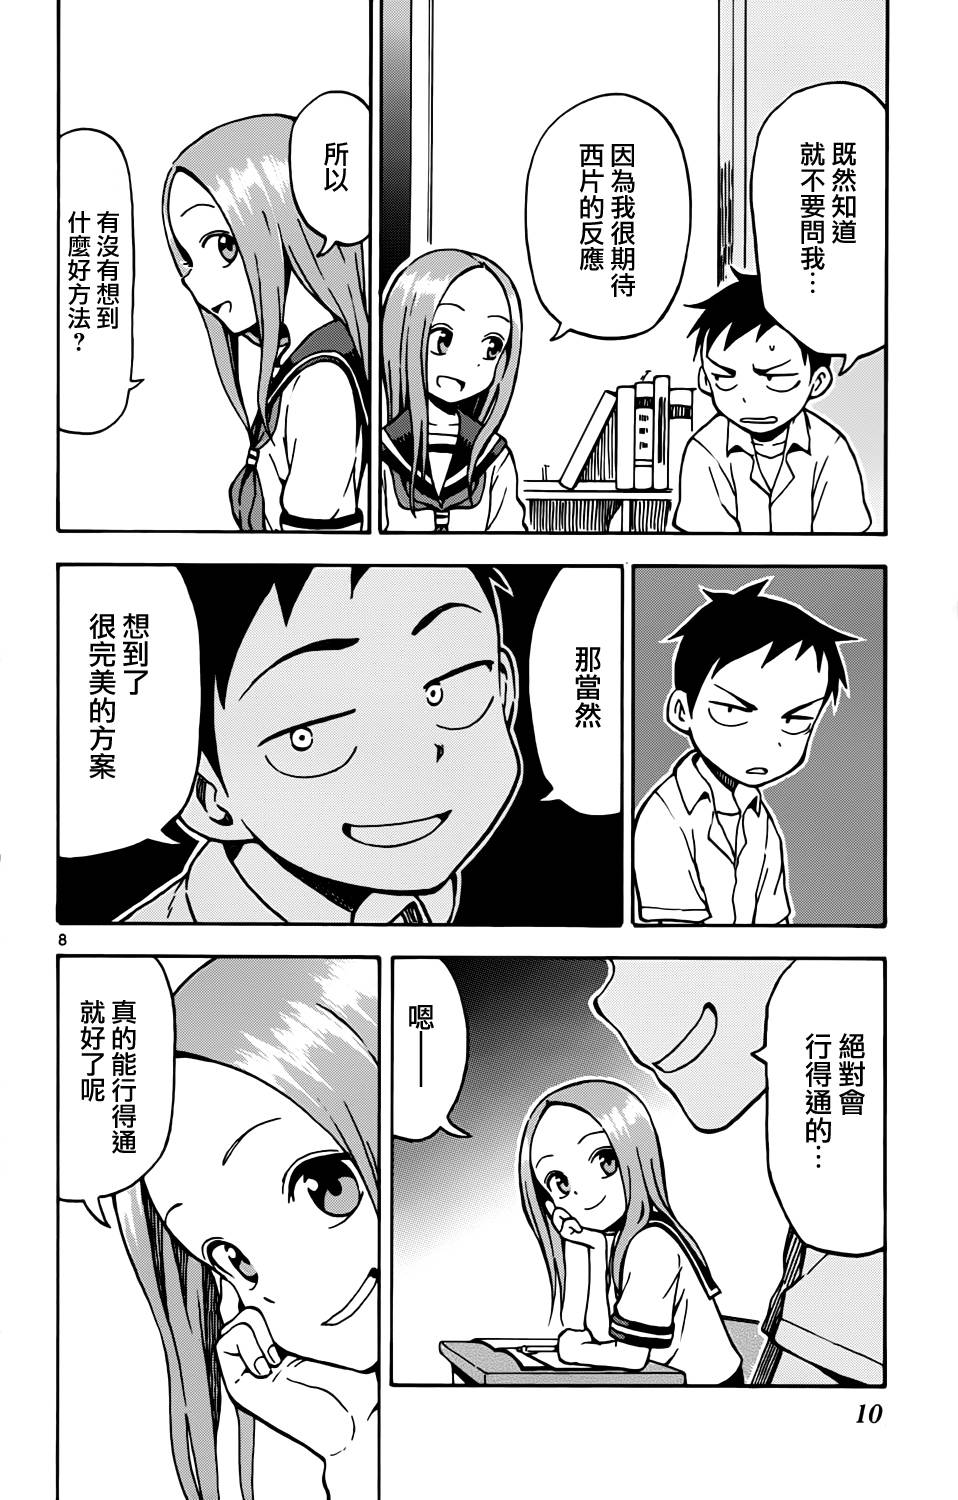 既然知道
就不要問我…
因為我很期待
西片的反應
所以
有沒有想到
什麼好方法?
那當然
想到了
很完美的方案
絕對會
行得通的…
嗯——
真的能行得通
就好了呢
8
10